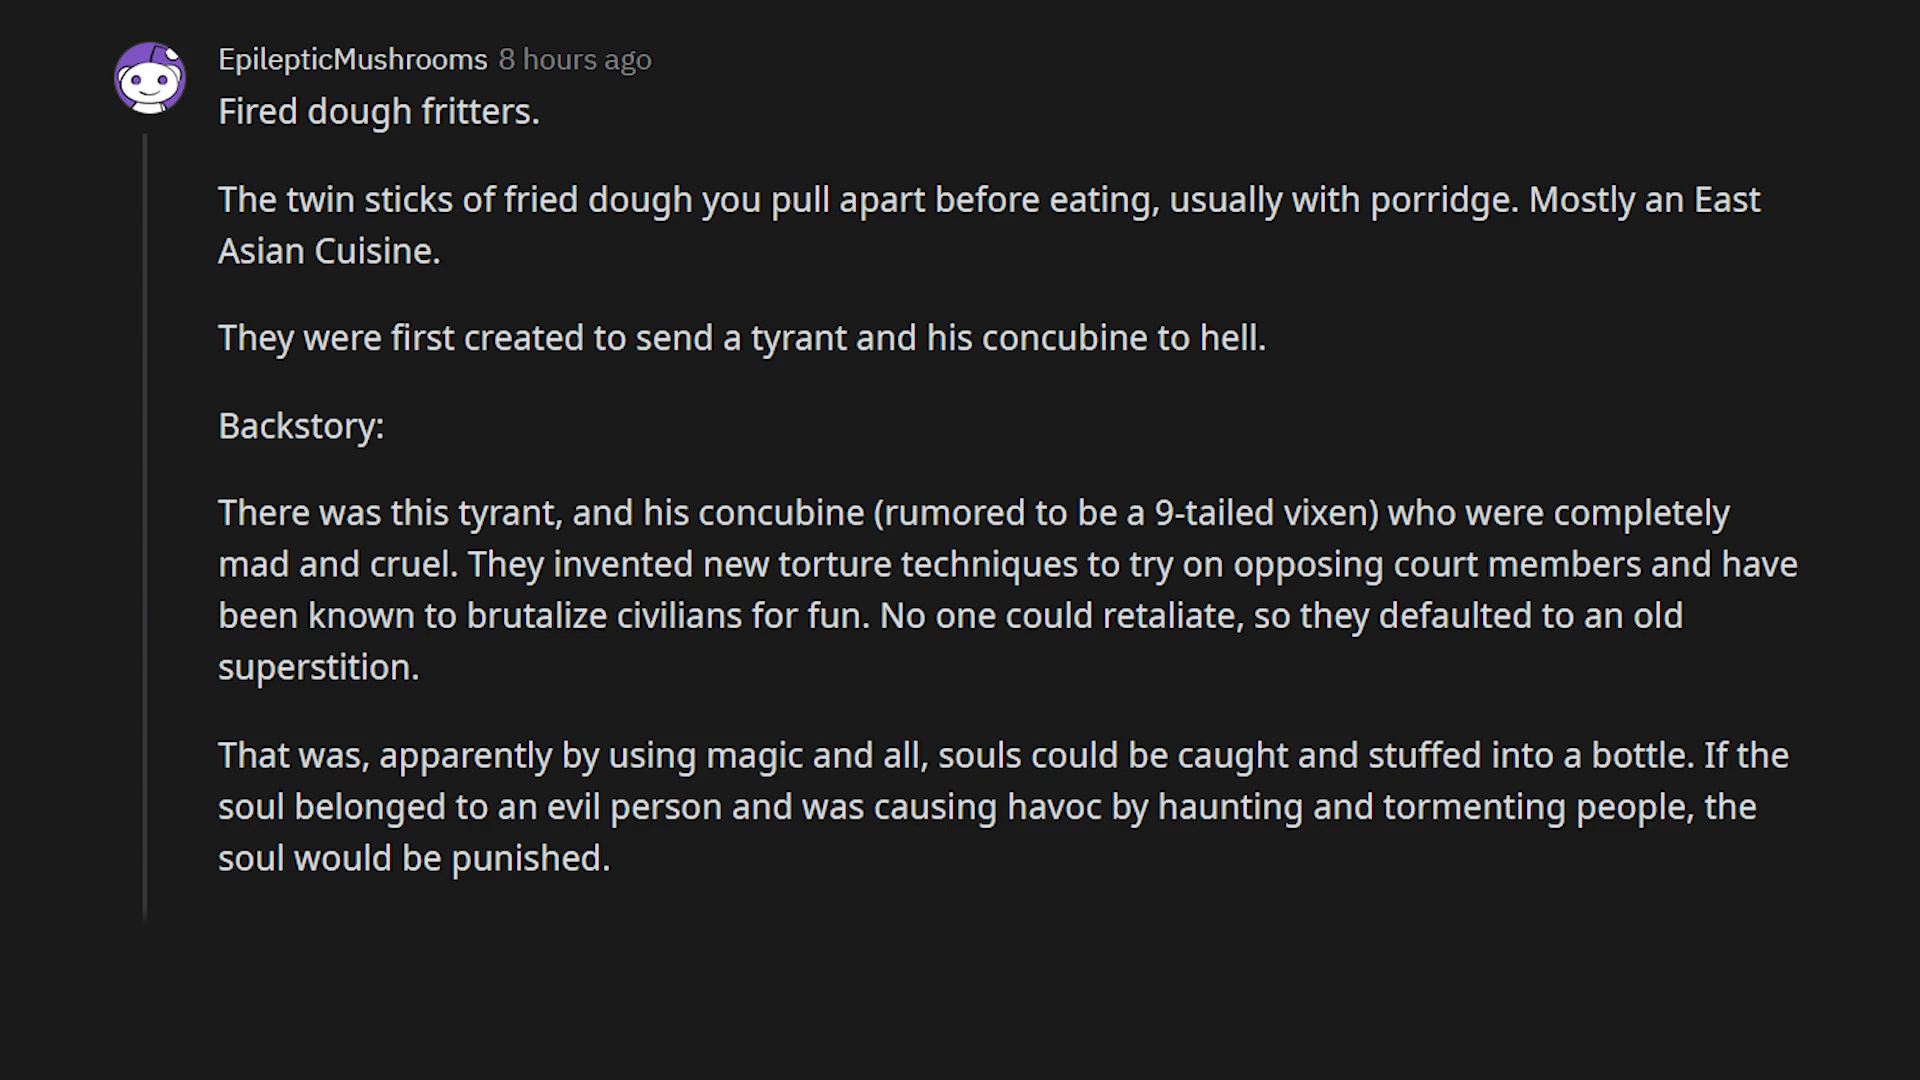 EpilepticMushrooms 8 hours ago
Fired dough fritters.
The twin sticks of fried dough you pull apart before eating, usually with porridge. Mostly an East
Asian Cuisine.
They were first created to send a tyrant and his concubine to hell.
Backstory:
There was this tyrant, and his concubine (rumored to be a 9-tailed vixen) who were completely
mad and cruel. They invented new torture techniques to try on opposing court members and have
been known to brutalize civilians for fun. No one could retaliate, so they defaulted to an old
superstition.
That was, apparently by using magic and all, souls could be caught and stuffed into a bottle. If the
soul belonged to an evil person and was causing havoc by haunting and tormenting people, the
soul would be punished.